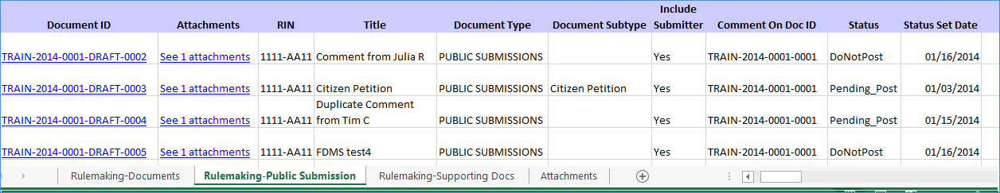 Document ID Attachments RIN Title Document Type Document Subtype Include Submitter Comment On Doc ID Status Status Set Date
TRAIN-2014-0001-DRAFT-0002 See 1 attachments 1111-AA11 Comment from Julia R PUBLIC SUBMISSIONS Yes TRAIN-2014-0001-0001 DoNotPost 01/16/2014
TRAIN-2014-0001-DRAFT-0003 See 1 attachments 1111-AA11 Citizen Petition PUBLIC SUBMISSIONS Citizen Petition Yes TRAIN-2014-0001-0001 Pending_Post 01/03/2014
TRAIN-2014-0001-DRAFT-0004 See 1 attachments 1111-AA11 Duplicate Comment from Tim C PUBLIC SUBMISSIONS Yes TRAIN-2014-0001-0001 Pending_Post 01/15/2014
TRAIN-2014-0001-DRAFT-0005 See 1 attachments 1111-AA11 FDMS test4 PUBLIC SUBMISSIONS Yes TRAIN-2014-0001-0001 DoNotPost 01/16/2014
Rulemaking-Documents Rulemaking-Public Submission Rulemaking-Supporting Docs Attachments